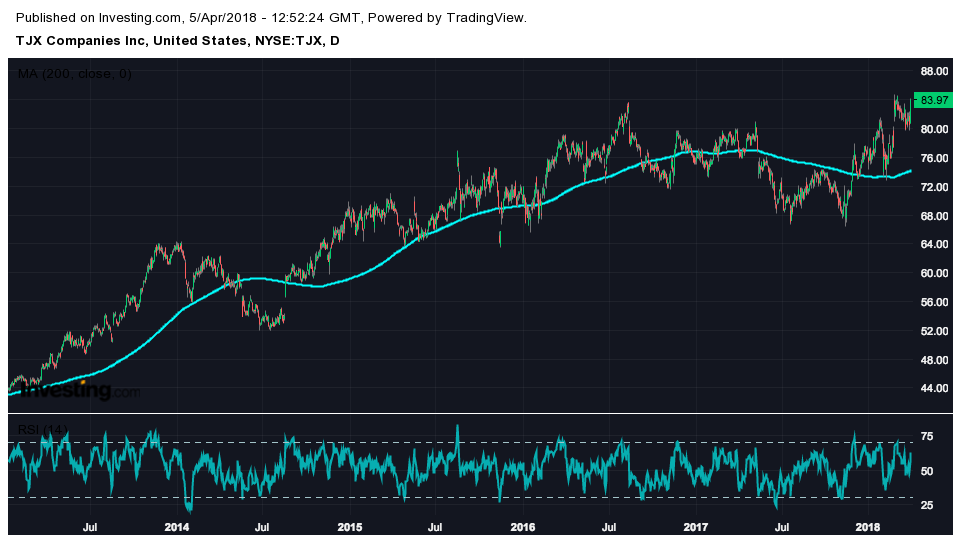 Published on Investing.com, 5/Apr/2018 - 12:52:24 GMT, Powered by TradingView.
TJX Companies Inc, United States, NYSE:TJX, D
MA (200, close, 0)
88.00
83.97
80.00
76.00
72.00
68.00
64.00
60.00
56.00
52.00
48.00
44.00
Investing.com
RSI (14)
75
50
25
Jul
2014
Jul
2015
Jul
2016
Jul
2017
Jul
2018